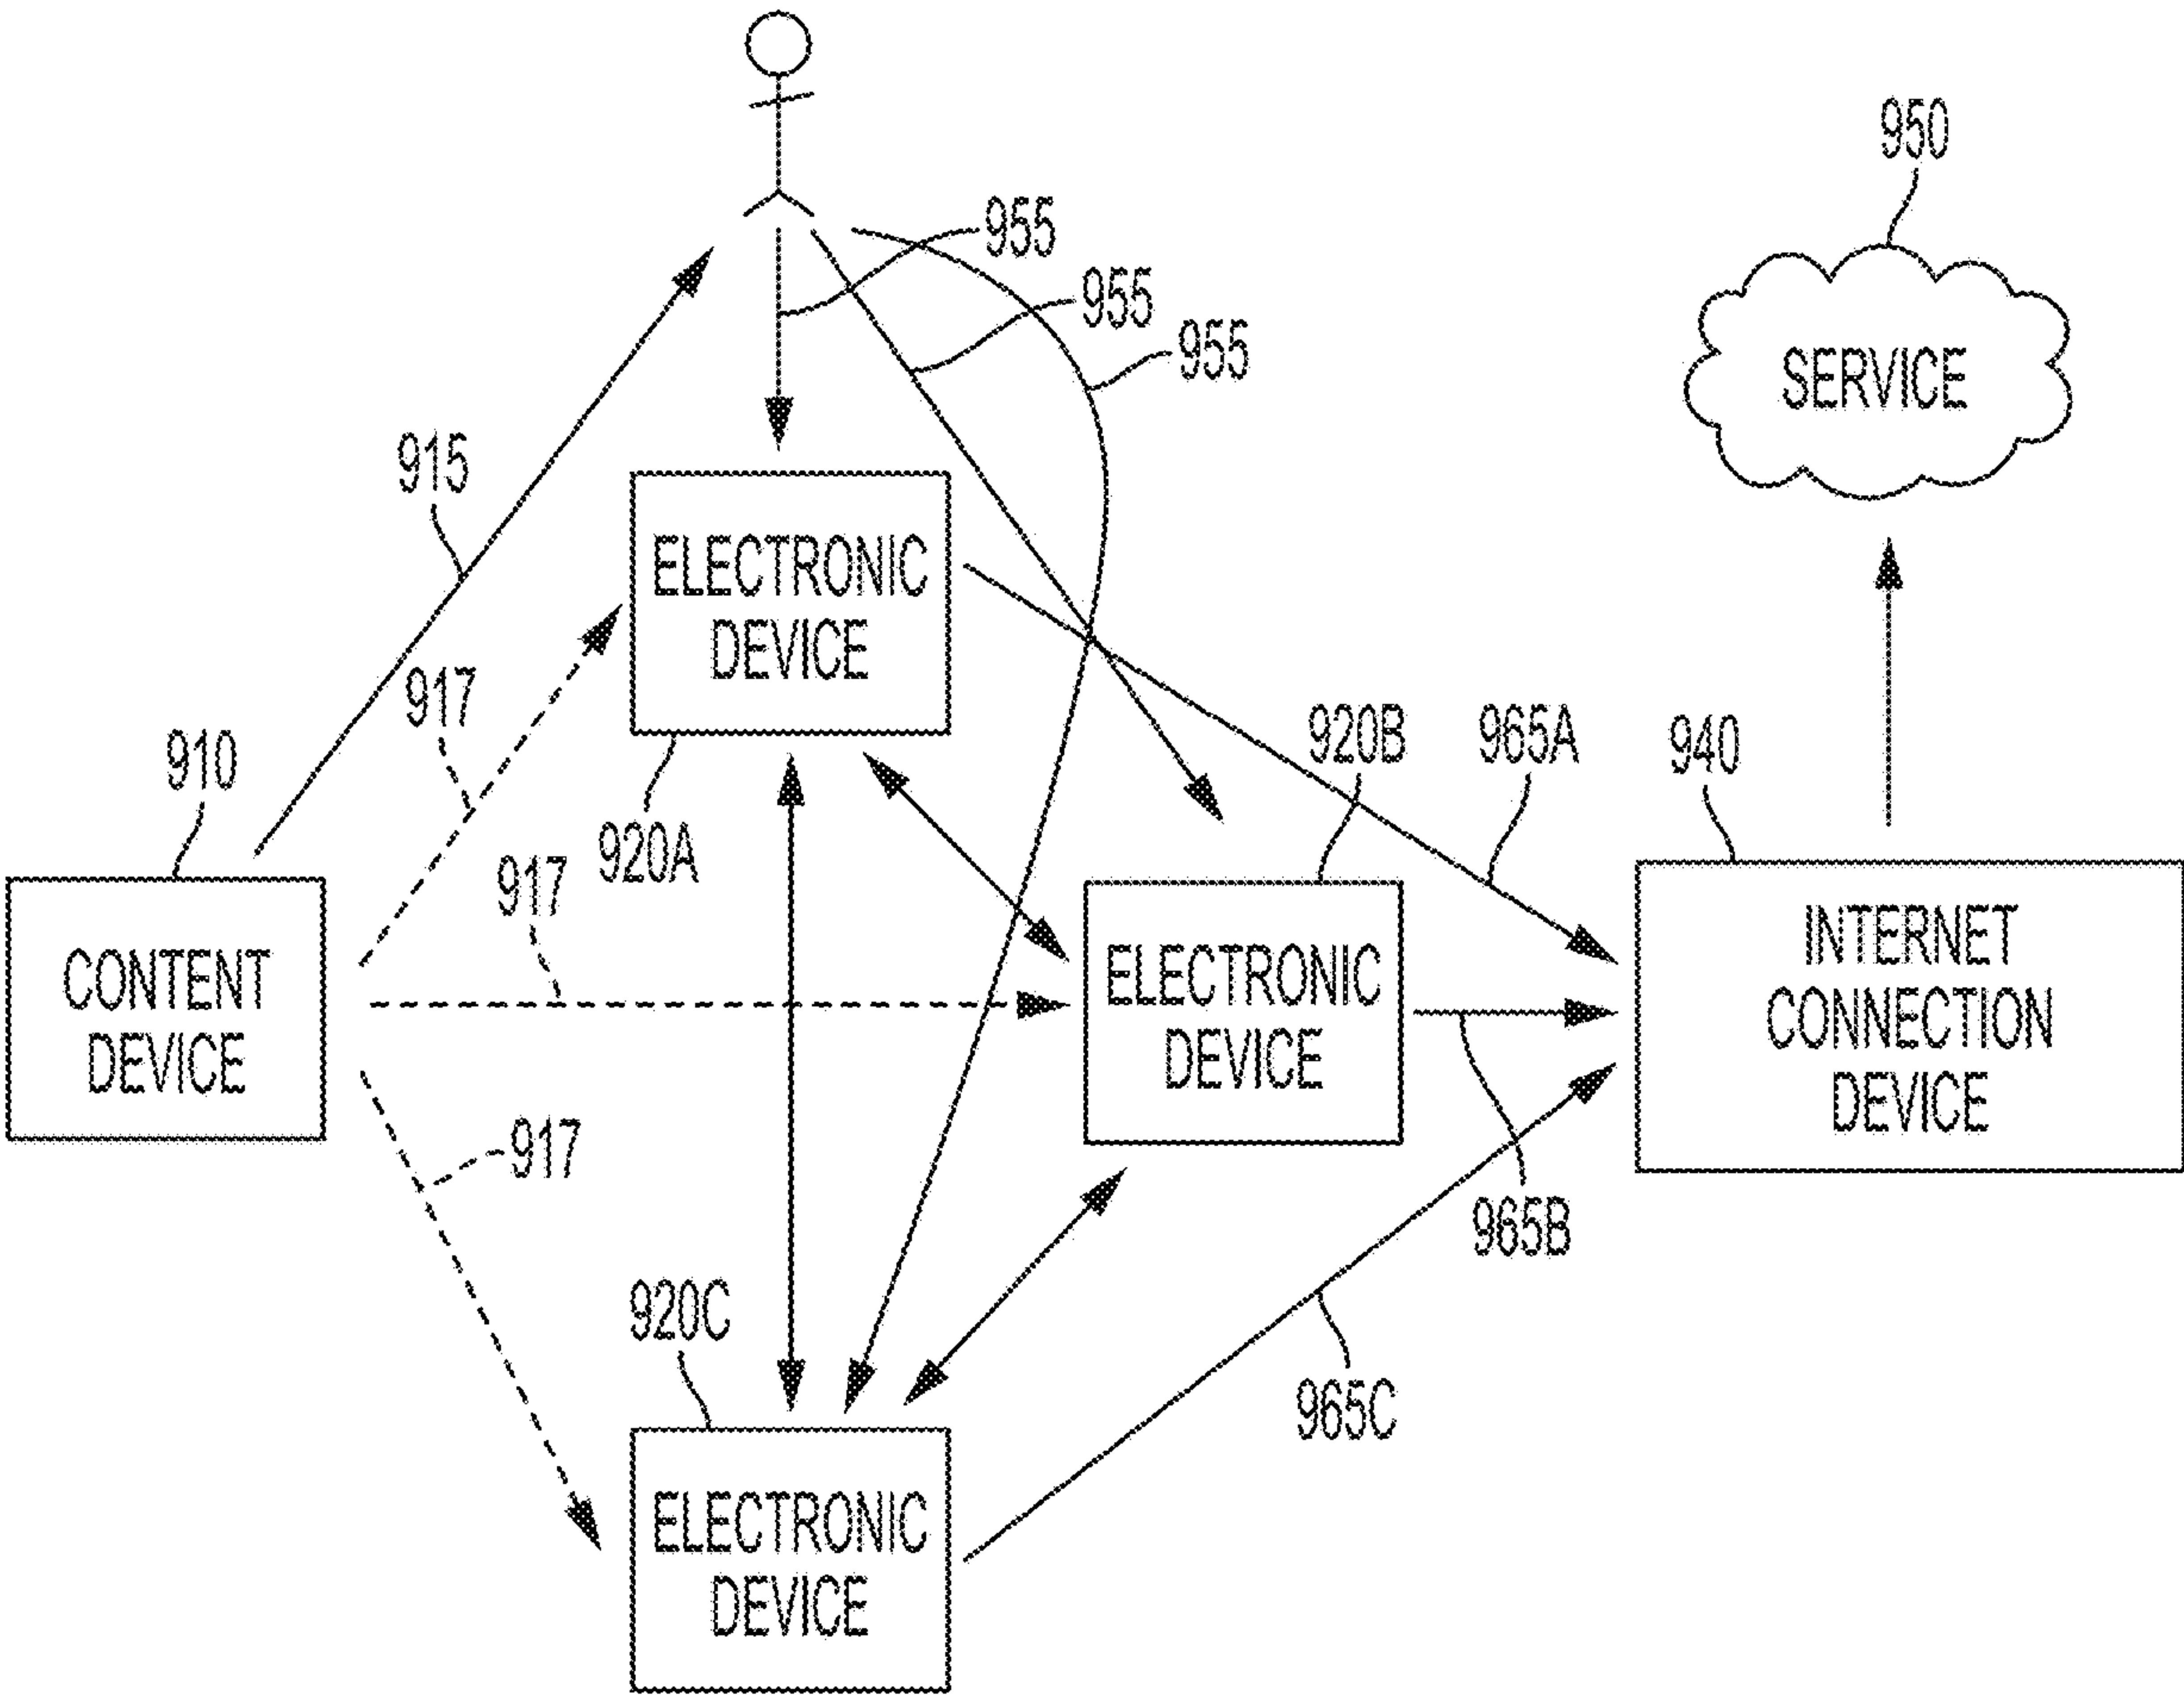 950
955
955
955
SERVICE
915
ELECTRONIC
DEVICE
917
910
920A
920B
965A
940
917
CONTENT
DEVICE
ELECTRONIC
DEVICE
INTERNET
CONNECTION
DEVICE
917
965B
920C
965C
ELECTRONIC
DEVICE